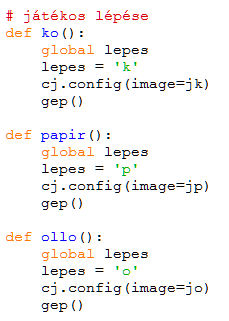 # játékos lépése
def ko():
    global lepes
    lepes = 'k'
    cj.config(image=jk)
    gep()

def papir():
    global lepes
    lepes = 'p'
    cj.config(image=jp)
    gep()

def ollo():
    global lepes
    lepes = 'o'
    cj.config(image=jo)
    gep()